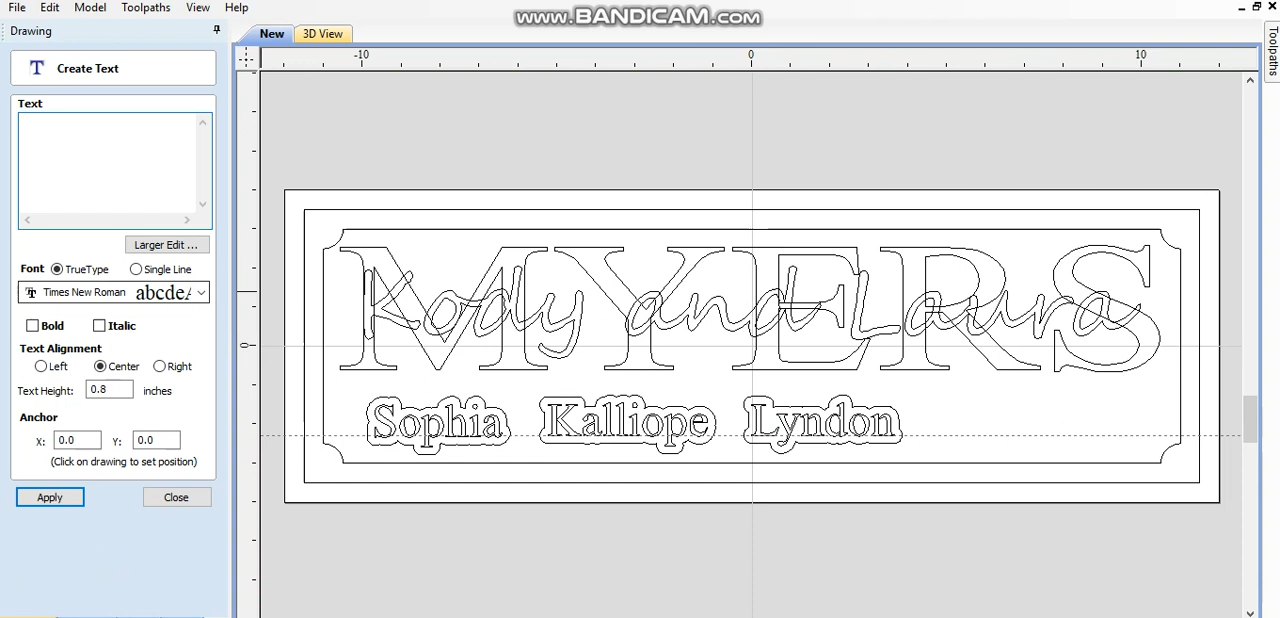 www.BANDICAM.com
File Edit Model Toolpaths View Help
Drawing
New 3D View
Toolpaths
-10 0 10
T Create Text
Text
Larger Edit ...
Font TrueType Single Line
Times New Roman abcdeA
Bold Italic
Text Alignment
Left Center Right
Text Height: 0.8 inches
Anchor
X: 0.0 Y: 0.0
(Click on drawing to set position)
Apply Close
0
MYERS
Kody and Laura
Sophia Kalliope Lyndon